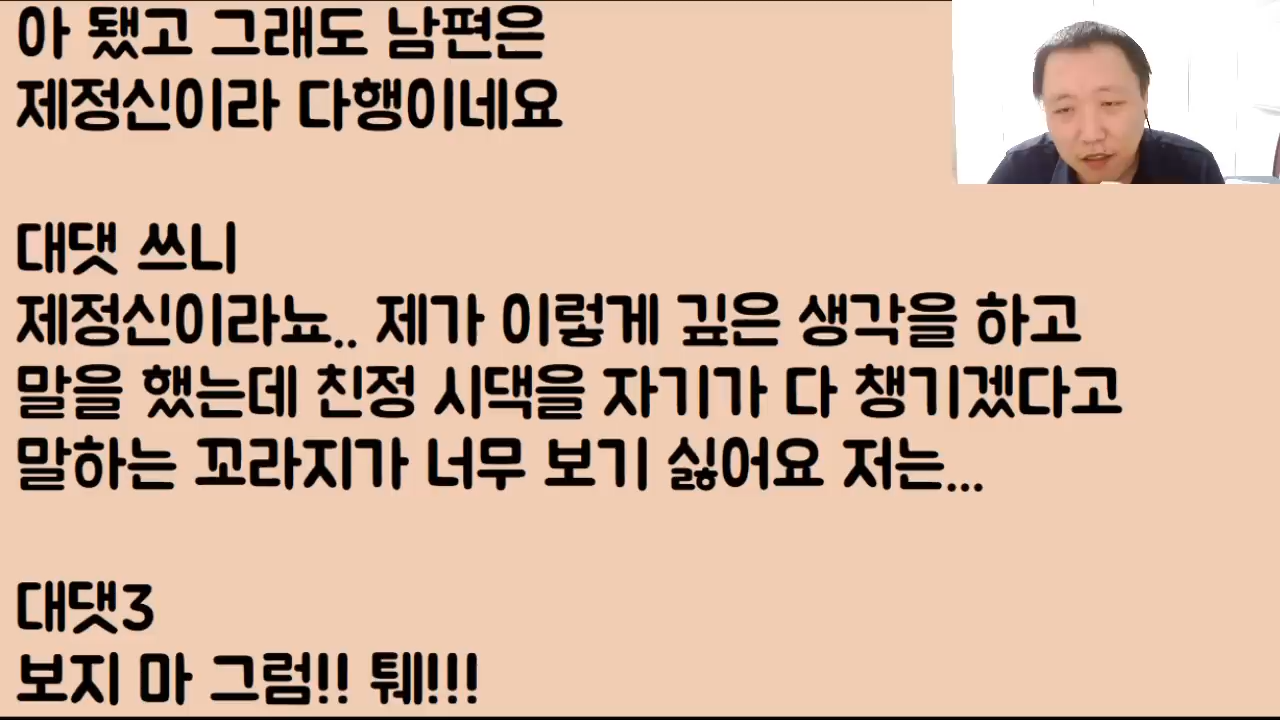 아 됐고 그래도 남편은
제정신이라 다행이네요
대댓 쓰니
제정신이라뇨.. 제가 이렇게 깊은 생각을 하고
말을 했는데 친정 시댁을 자기가 다 챙기겠다고
말하는 꼬라지가 너무 보기 싫어요 저는...
대댓3
보지 마 그럼!! 퉤!!!